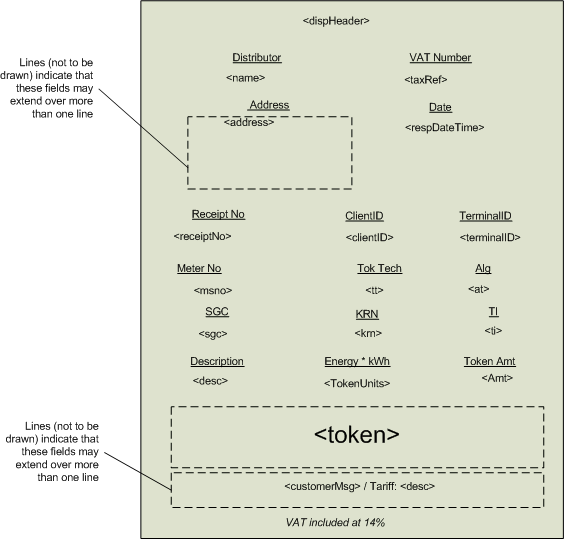 <dispHeader>
Distributor VAT Number
<name> <taxRef>
Lines (not to be
drawn) indicate that
these fields may
extend over more
than one line
Address Date
<address> <respDateTime>
Receipt No ClientID TerminalID
<receiptNo> <clientID> <terminalID>
Meter No Tok Tech Alg
<msno> <tt> <at>
SGC KRN TI
<sgc> <krn> <ti>
Description Energy * kWh Token Amt
<desc> <TokenUnits> <Amt>
<token>
Lines (not to be
drawn) indicate that
these fields may
extend over more
than one line
<customerMsg> / Tariff: <desc>
VAT included at 14%